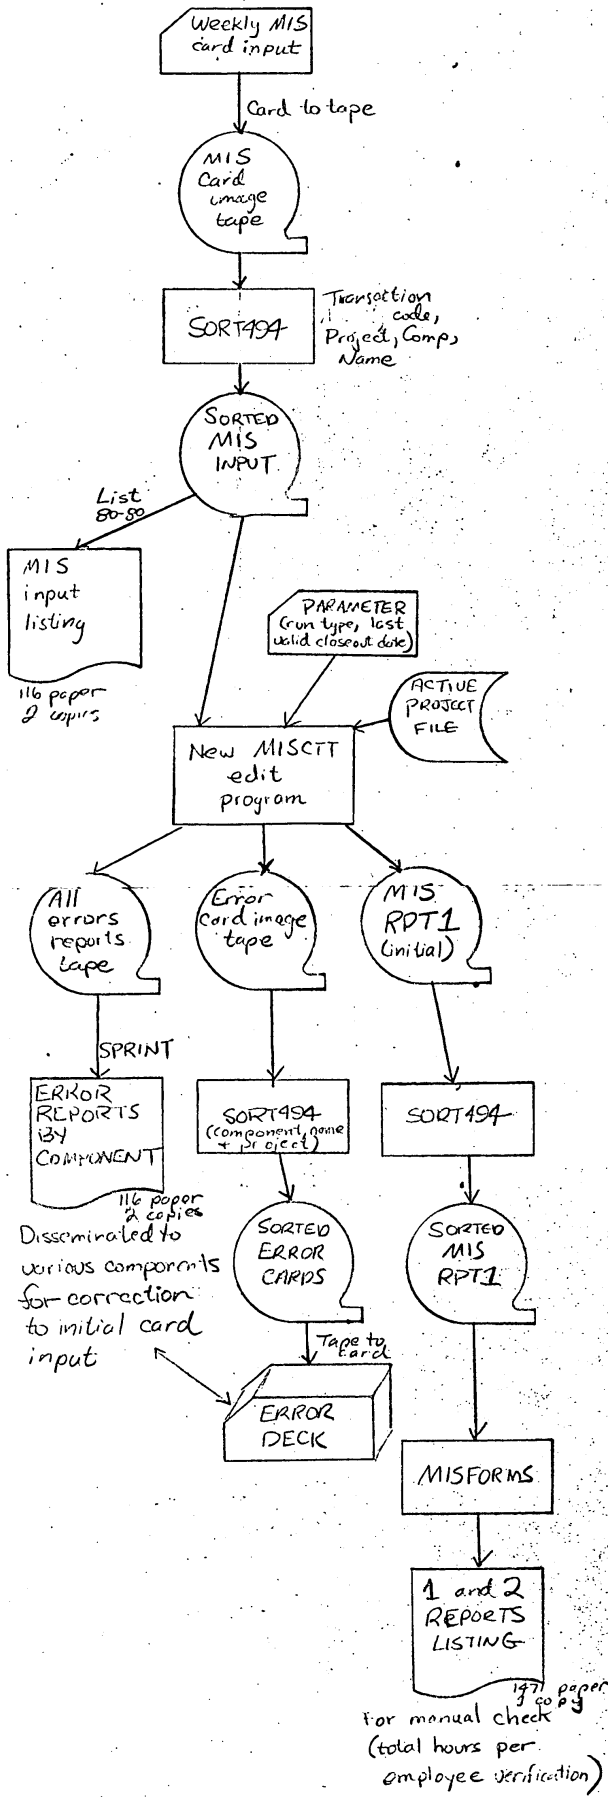 Weekly MIS
card input
Card to tape
MIS
Card
image
tape
SORT494
Transaction
code,
Project, Comp,
Name
SORTED
MIS
INPUT
List
80-80
MIS
input
listing
116 paper
2 copies
PARAMETER
(run type, last
valid closeout date)
ACTIVE
PROJECT
FILE
New MISCTT
edit
program
All
errors
reports
tape
Error
Card image
tape
MIS
RPT1
(initial)
SPRINT
ERROR
REPORTS
BY
COMPONENT
116 paper
2 copies
SORT494
(component, name
+ project)
SORT494
Disseminated to
various components
for correction
to initial card
input
SORTED
ERROR
CARDS
SORTED
MIS
RPT1
Tape to
Card
ERROR
DECK
MISFORMS
1 and 2
REPORTS
LISTING
1471 paper
copy
For manual check
(total hours per
employee verification)